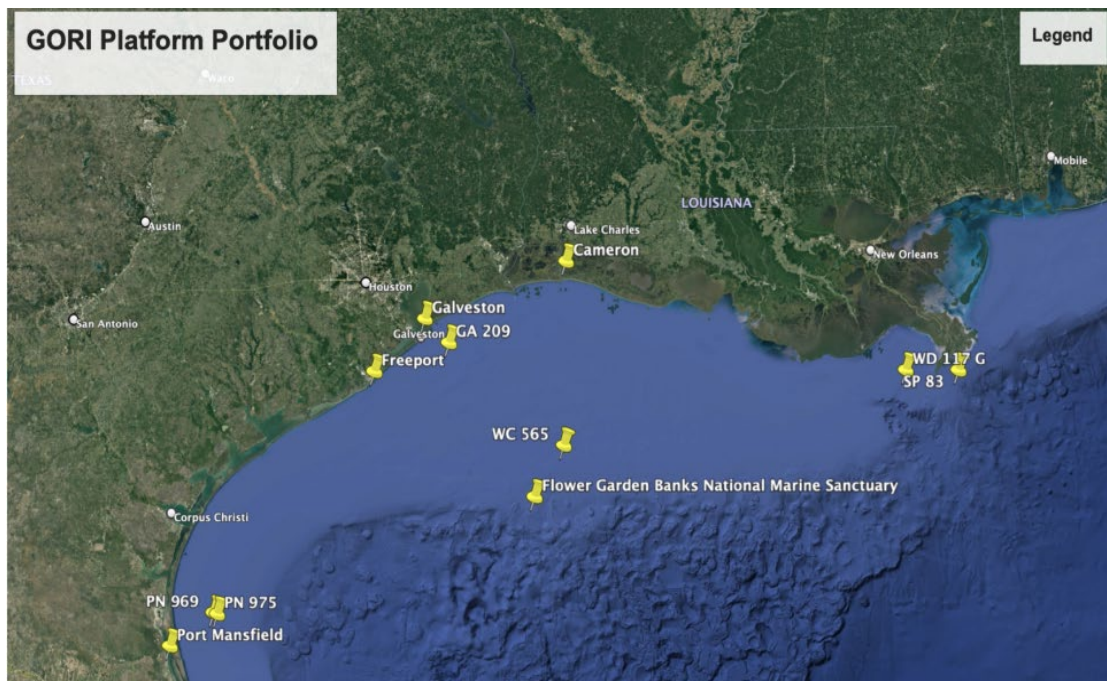 GORI Platform Portfolio
Legend
TEXAS
Waco
Mobile
LOUISIANA
Austin
Lake Charles
Cameron
New Orleans
Houston
San Antonio
Galveston
Galveston
GA 209
Freeport
WD 117 G
SP 83
WC 565
Flower Garden Banks National Marine Sanctuary
Corpus Christi
PN 969
PN 975
Port Mansfield